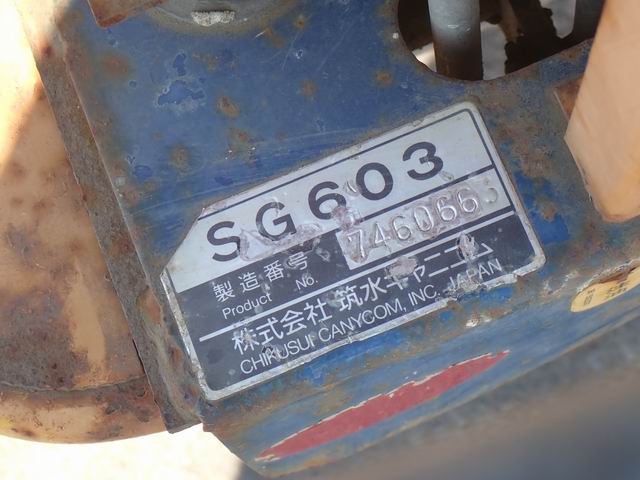 SG603
製造番号
Product No. 7460663
株式会社 筑水キャニコム
CHIKUSUI CANYCOM, INC. JAPAN